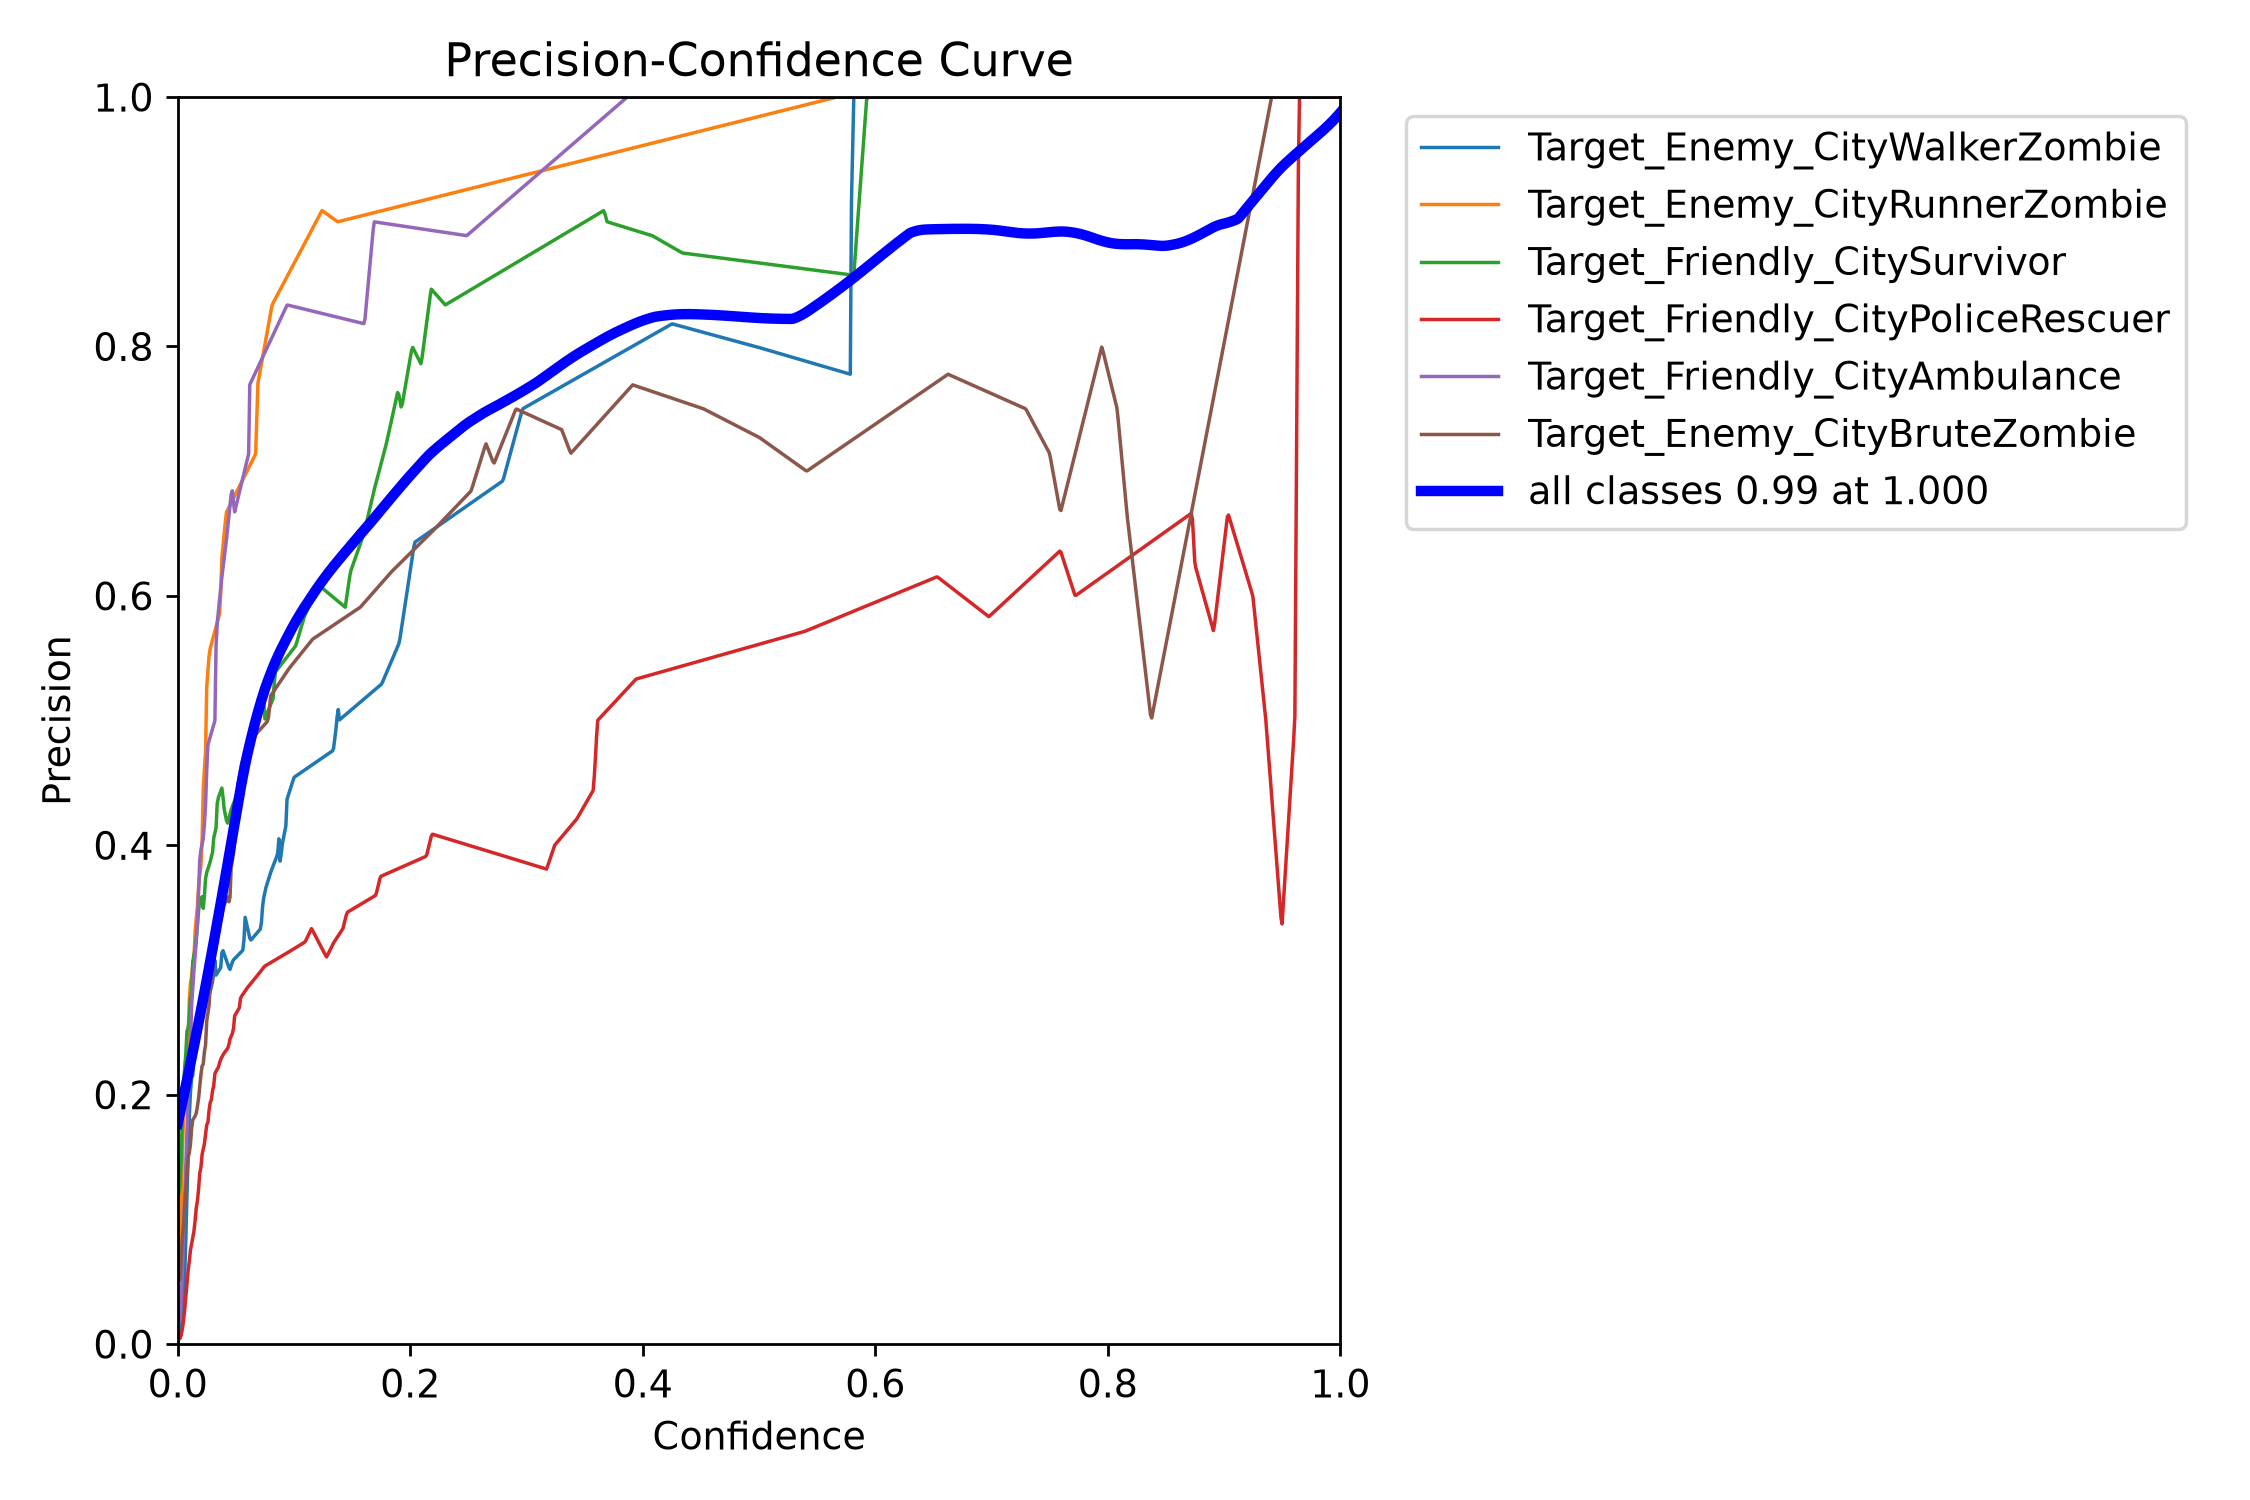 Precision-Confidence Curve
1.0
0.8
0.6
0.4
0.2
0.0
Precision
0.0 0.2 0.4 0.6 0.8 1.0
Confidence
Target_Enemy_CityWalkerZombie
Target_Enemy_CityRunnerZombie
Target_Friendly_CitySurvivor
Target_Friendly_CityPoliceRescuer
Target_Friendly_CityAmbulance
Target_Enemy_CityBruteZombie
all classes 0.99 at 1.000